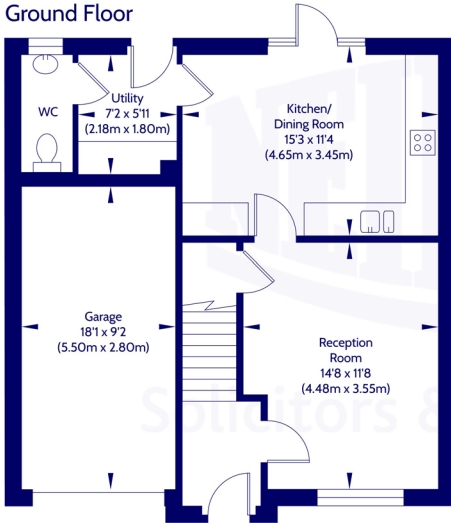 Ground Floor
WC
Utility
7'2 x 5'11
(2.18m x 1.80m)
Kitchen/
Dining Room
15'3 x 11'4
(4.65m x 3.45m)
Garage
18'1 x 9'2
(5.50m x 2.80m)
Reception
Room
14'8 x 11'8
(4.48m x 3.55m)
Solicitors &